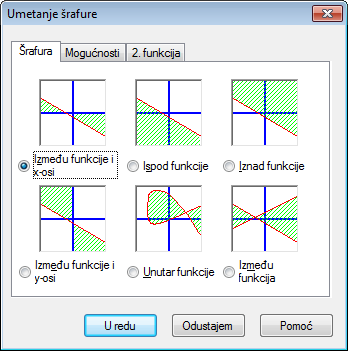 Umetanje šrafure
Šrafura
Mogućnosti
2. funkcija
Između funkcije i
x-osi
Ispod funkcije
Iznad funkcije
Između funkcije i
y-osi
Unutar funkcije
Između
funkcija
U redu
Odustajem
Pomoć